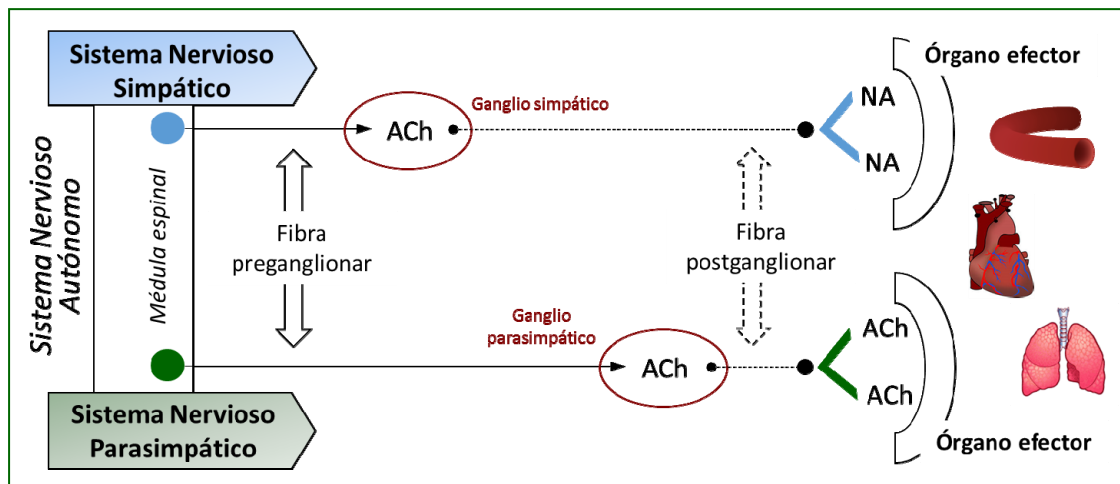 Sistema Nervioso
Simpático
Órgano efector
Ganglio simpático
NA
ACh
NA
Sistema Nervioso
Autónomo
Médula espinal
Fibra
preganglionar
Fibra
postganglionar
Ganglio
parasimpático
ACh
ACh
ACh
Sistema Nervioso
Parasimpático
Órgano efector